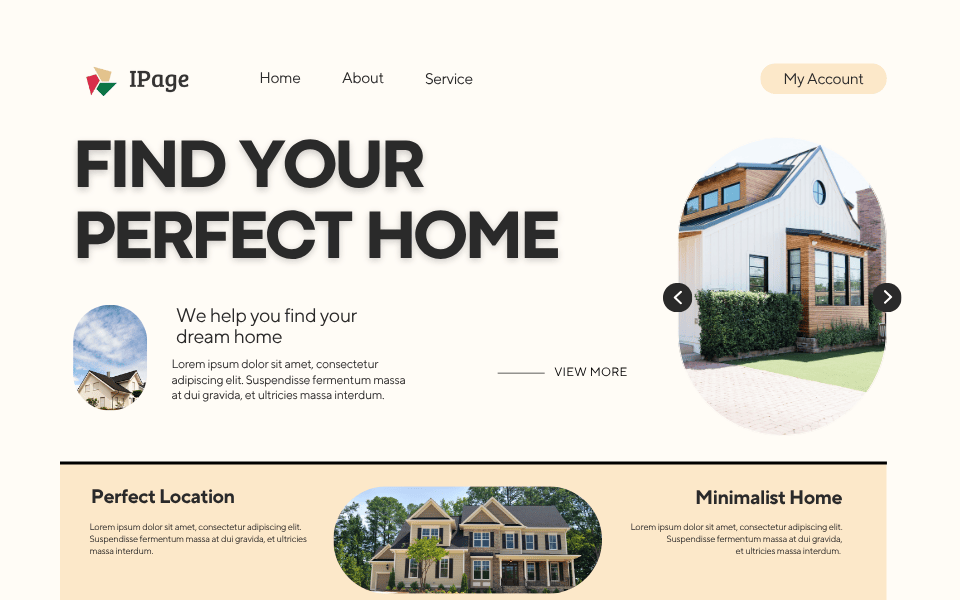 IPage
Home
About
Service
My Account
FIND YOUR
PERFECT HOME
We help you find your
dream home
Lorem ipsum dolor sit amet, consectetur
adipiscing elit. Suspendisse fermentum massa
at dui gravida, et ultricies massa interdum.
VIEW MORE
Perfect Location
Lorem ipsum dolor sit amet, consectetur adipiscing elit.
Suspendisse fermentum massa at dui gravida, et ultricies
massa interdum.
Minimalist Home
Lorem ipsum dolor sit amet, consectetur adipiscing elit.
Suspendisse fermentum massa at dui gravida,
et ultricies massa interdum.